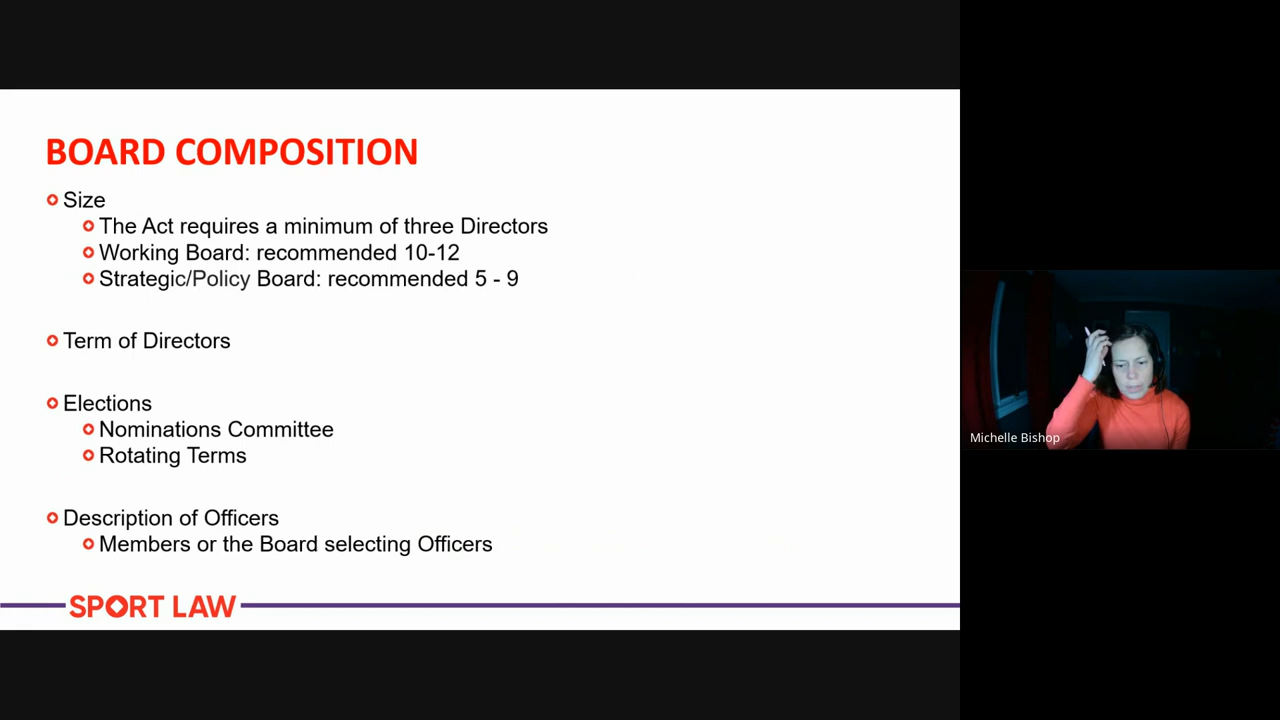 BOARD COMPOSITION
Size
The Act requires a minimum of three Directors
Working Board: recommended 10-12
Strategic/Policy Board: recommended 5 - 9
Term of Directors
Elections
Nominations Committee
Rotating Terms
Description of Officers
Members or the Board selecting Officers
SPORT LAW
Michelle Bishop